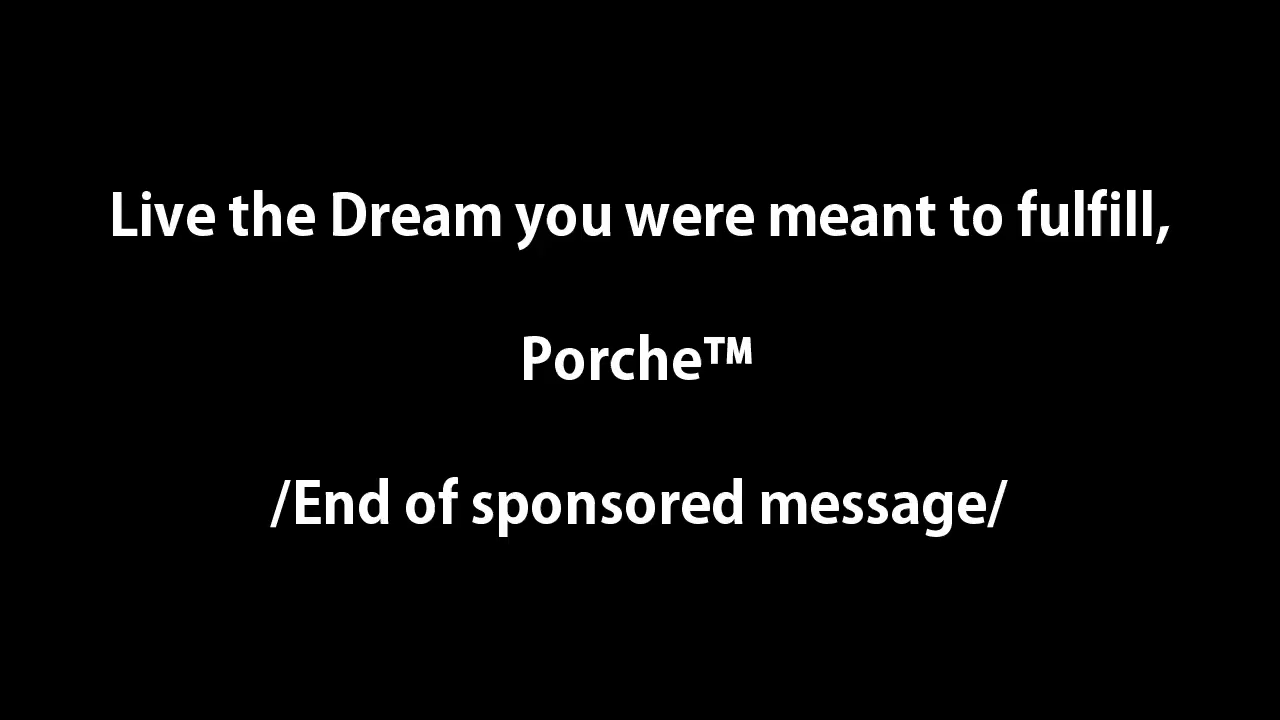 Live the Dream you were meant to fulfill,
Porche™
/End of sponsored message/